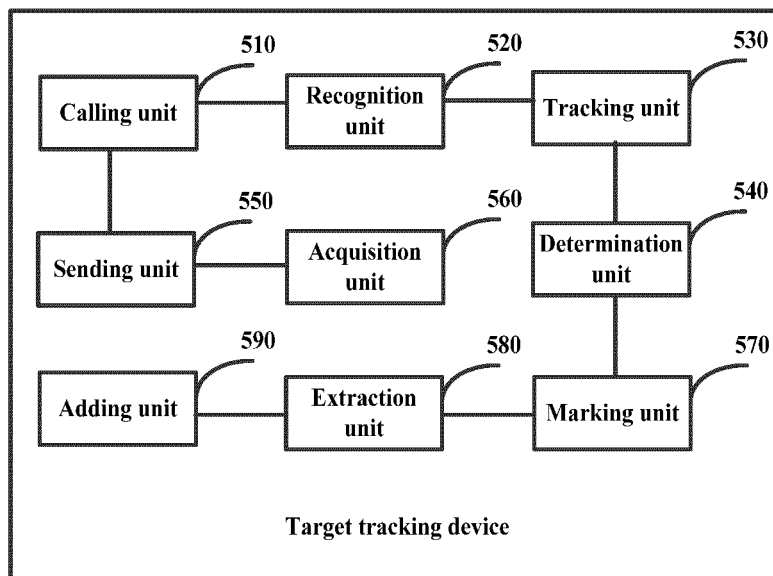 510
520
530
Calling unit
Recognition
unit
Tracking unit
550
560
540
Sending unit
Acquisition
unit
Determination
unit
590
580
570
Adding unit
Extraction
unit
Marking unit
Target tracking device